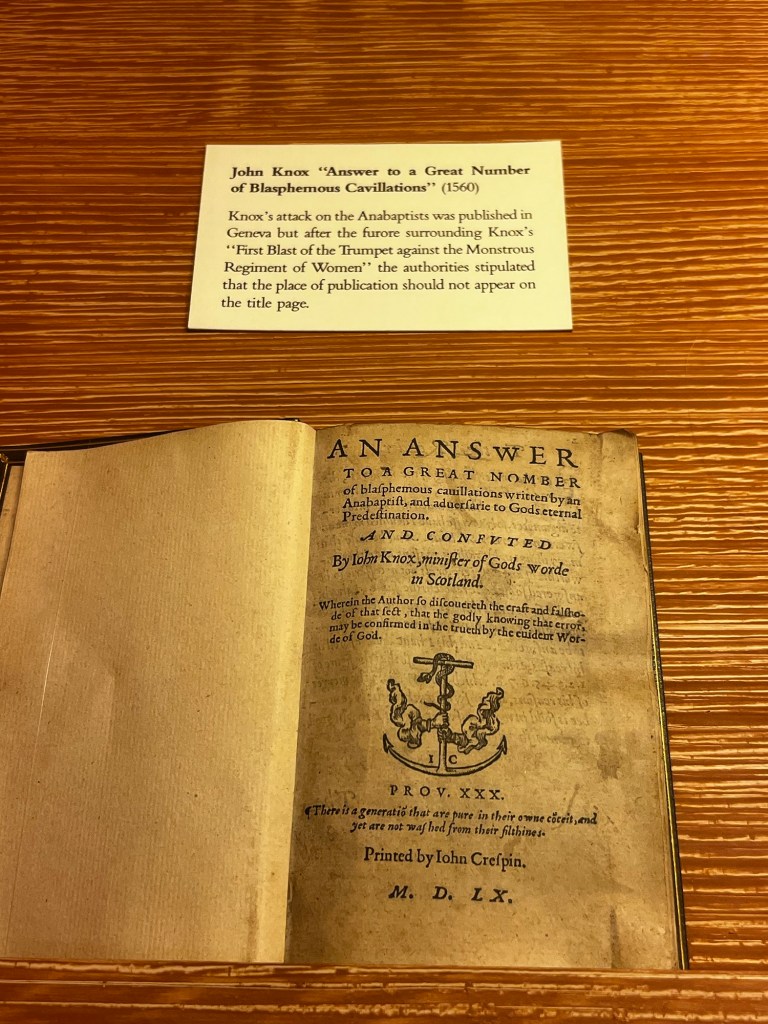 John Knox "Answer to a Great Number
of Blasphemous Cavillations" (1560)
Knox's attack on the Anabaptists was published in
Geneva but after the furore surrounding Knox's
"First Blast of the Trumpet against the Monstrous
Regiment of Women" the authorities stipulated
that the place of publication should not appear on
the title page.
AN ANSWER
TO A GREAT NOMBER
of blaſphemous cauillations written by an
Anabaptiſt, and aduerſarie to Gods eternal
Predeſtination.
AND CONFVTED
By Iohn Knox, miniſter of Gods worde
in Scotland.
Wherein the Author ſo diſcouereth the craft and falſho-
de of that ſect, that the godly knowing that error,
may be confirmed in the trueth by the euident Wor-
de of God.
I C
PROV. XXX.
¶There is a generatiō that are pure in their owne cōceit, and
yet are not waſhed from their filthines.
Printed by Iohn Creſpin.
M. D. LX.